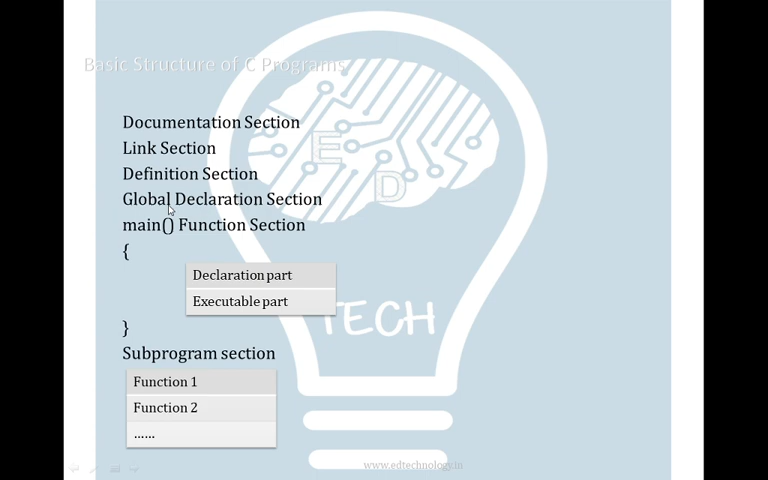 Basic Structure of C Programs
Documentation Section
Link Section
Definition Section
Global Declaration Section
main() Function Section
{
Declaration part
Executable part
}
Subprogram section
Function 1
Function 2
......
ED
TECH
www.edtechnology.in